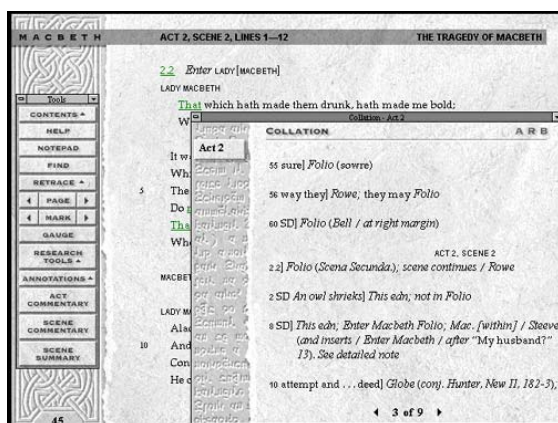 MACBETH
ACT 2, SCENE 2, LINES 1—12
THE TRAGEDY OF MACBETH
2.2 Enter LADY [MACBETH]
LADY MACBETH
That which hath made them drunk, hath made me bold;
W
It w
Wh
5 The
Do
Tha
Who
MACBET
LADY M
Alac
10 And
Con
He c
Tools
CONTENTS
HELP
NOTEPAD
FIND
RETRACE
PAGE
MARK
GAUGE
RESEARCH
TOOLS
ANNOTATIONS
ACT
COMMENTARY
SCENE
COMMENTARY
SCENE
SUMMARY
45
Collation - Act 2
Act 2
COLLATION
A R B
55 sure] Folio (sowre)
56 way they] Rowe; they may Folio
60 SD] Folio (Bell / at right margin)
ACT 2, SCENE 2
2.2] Folio (Scena Secunda.); scene continues / Rowe
2 SD An owl shrieks] This edn; not in Folio
8 SD] This edn; Enter Macbeth Folio; Mac. [within] / Steeve
(and inserts / Enter Macbeth / after "My husband?"
13). See detailed note
10 attempt and . . . deed] Globe (conj. Hunter, New II, 182-3),
3 of 9